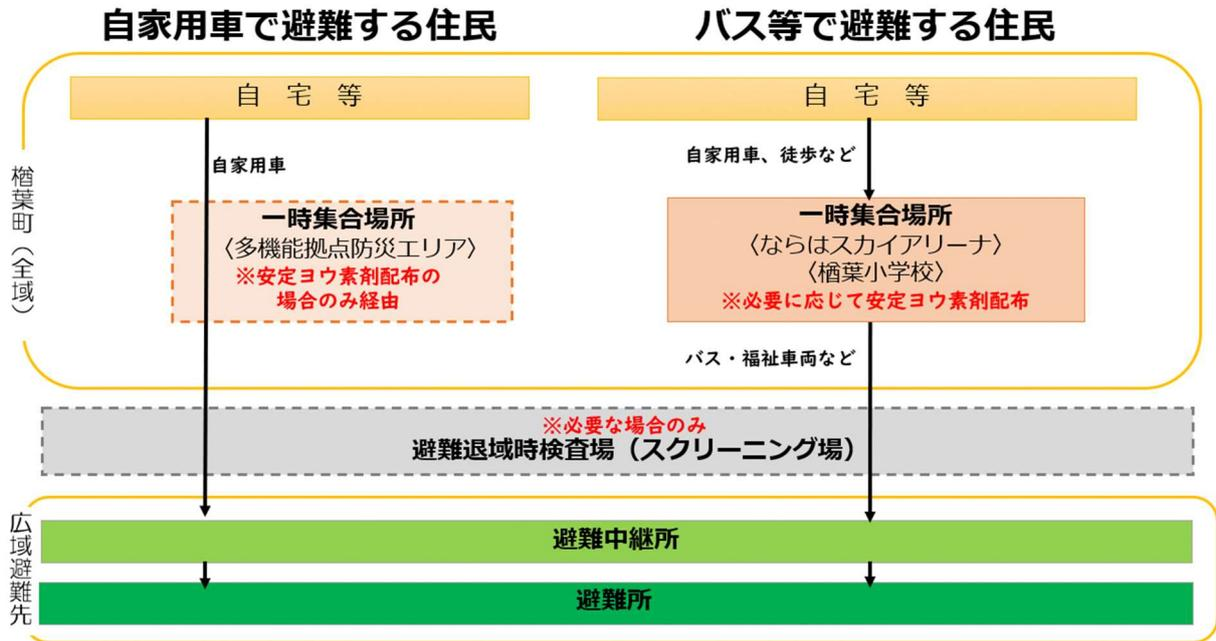 自家用車で避難する住民
バス等で避難する住民
楢葉町（全域）
自 宅 等
自家用車
一時集合場所
〈多機能拠点防災エリア〉
※安定ヨウ素剤配布の
場合のみ経由
自 宅 等
自家用車、徒歩など
一時集合場所
〈ならはスカイアリーナ〉
〈楢葉小学校〉
※必要に応じて安定ヨウ素剤配布
バス・福祉車両など
※必要な場合のみ
避難退域時検査場（スクリーニング場）
広域避難先
避難中継所
避難所